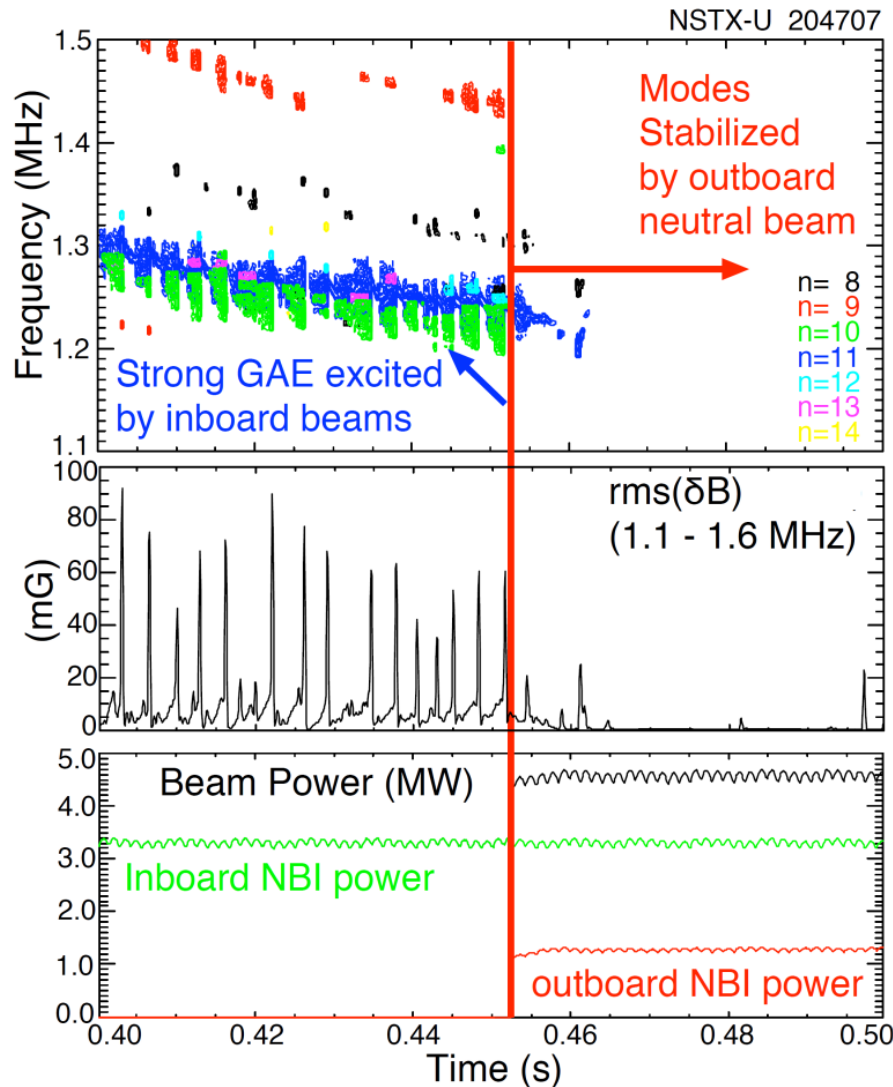 NSTX-U 204707
1.5
1.4
1.3
1.2
1.1
Frequency (MHz)
Modes
Stabilized
by outboard
neutral beam
n= 8
n= 9
n=10
n=11
n=12
n=13
n=14
Strong GAE excited
by inboard beams
100
80
60
40
20
0
(mG)
rms(δB)
(1.1 - 1.6 MHz)
5.0
4.0
3.0
2.0
1.0
0.0
Beam Power (MW)
Inboard NBI power
outboard NBI power
0.40 0.42 0.44 0.46 0.48 0.50
Time (s)